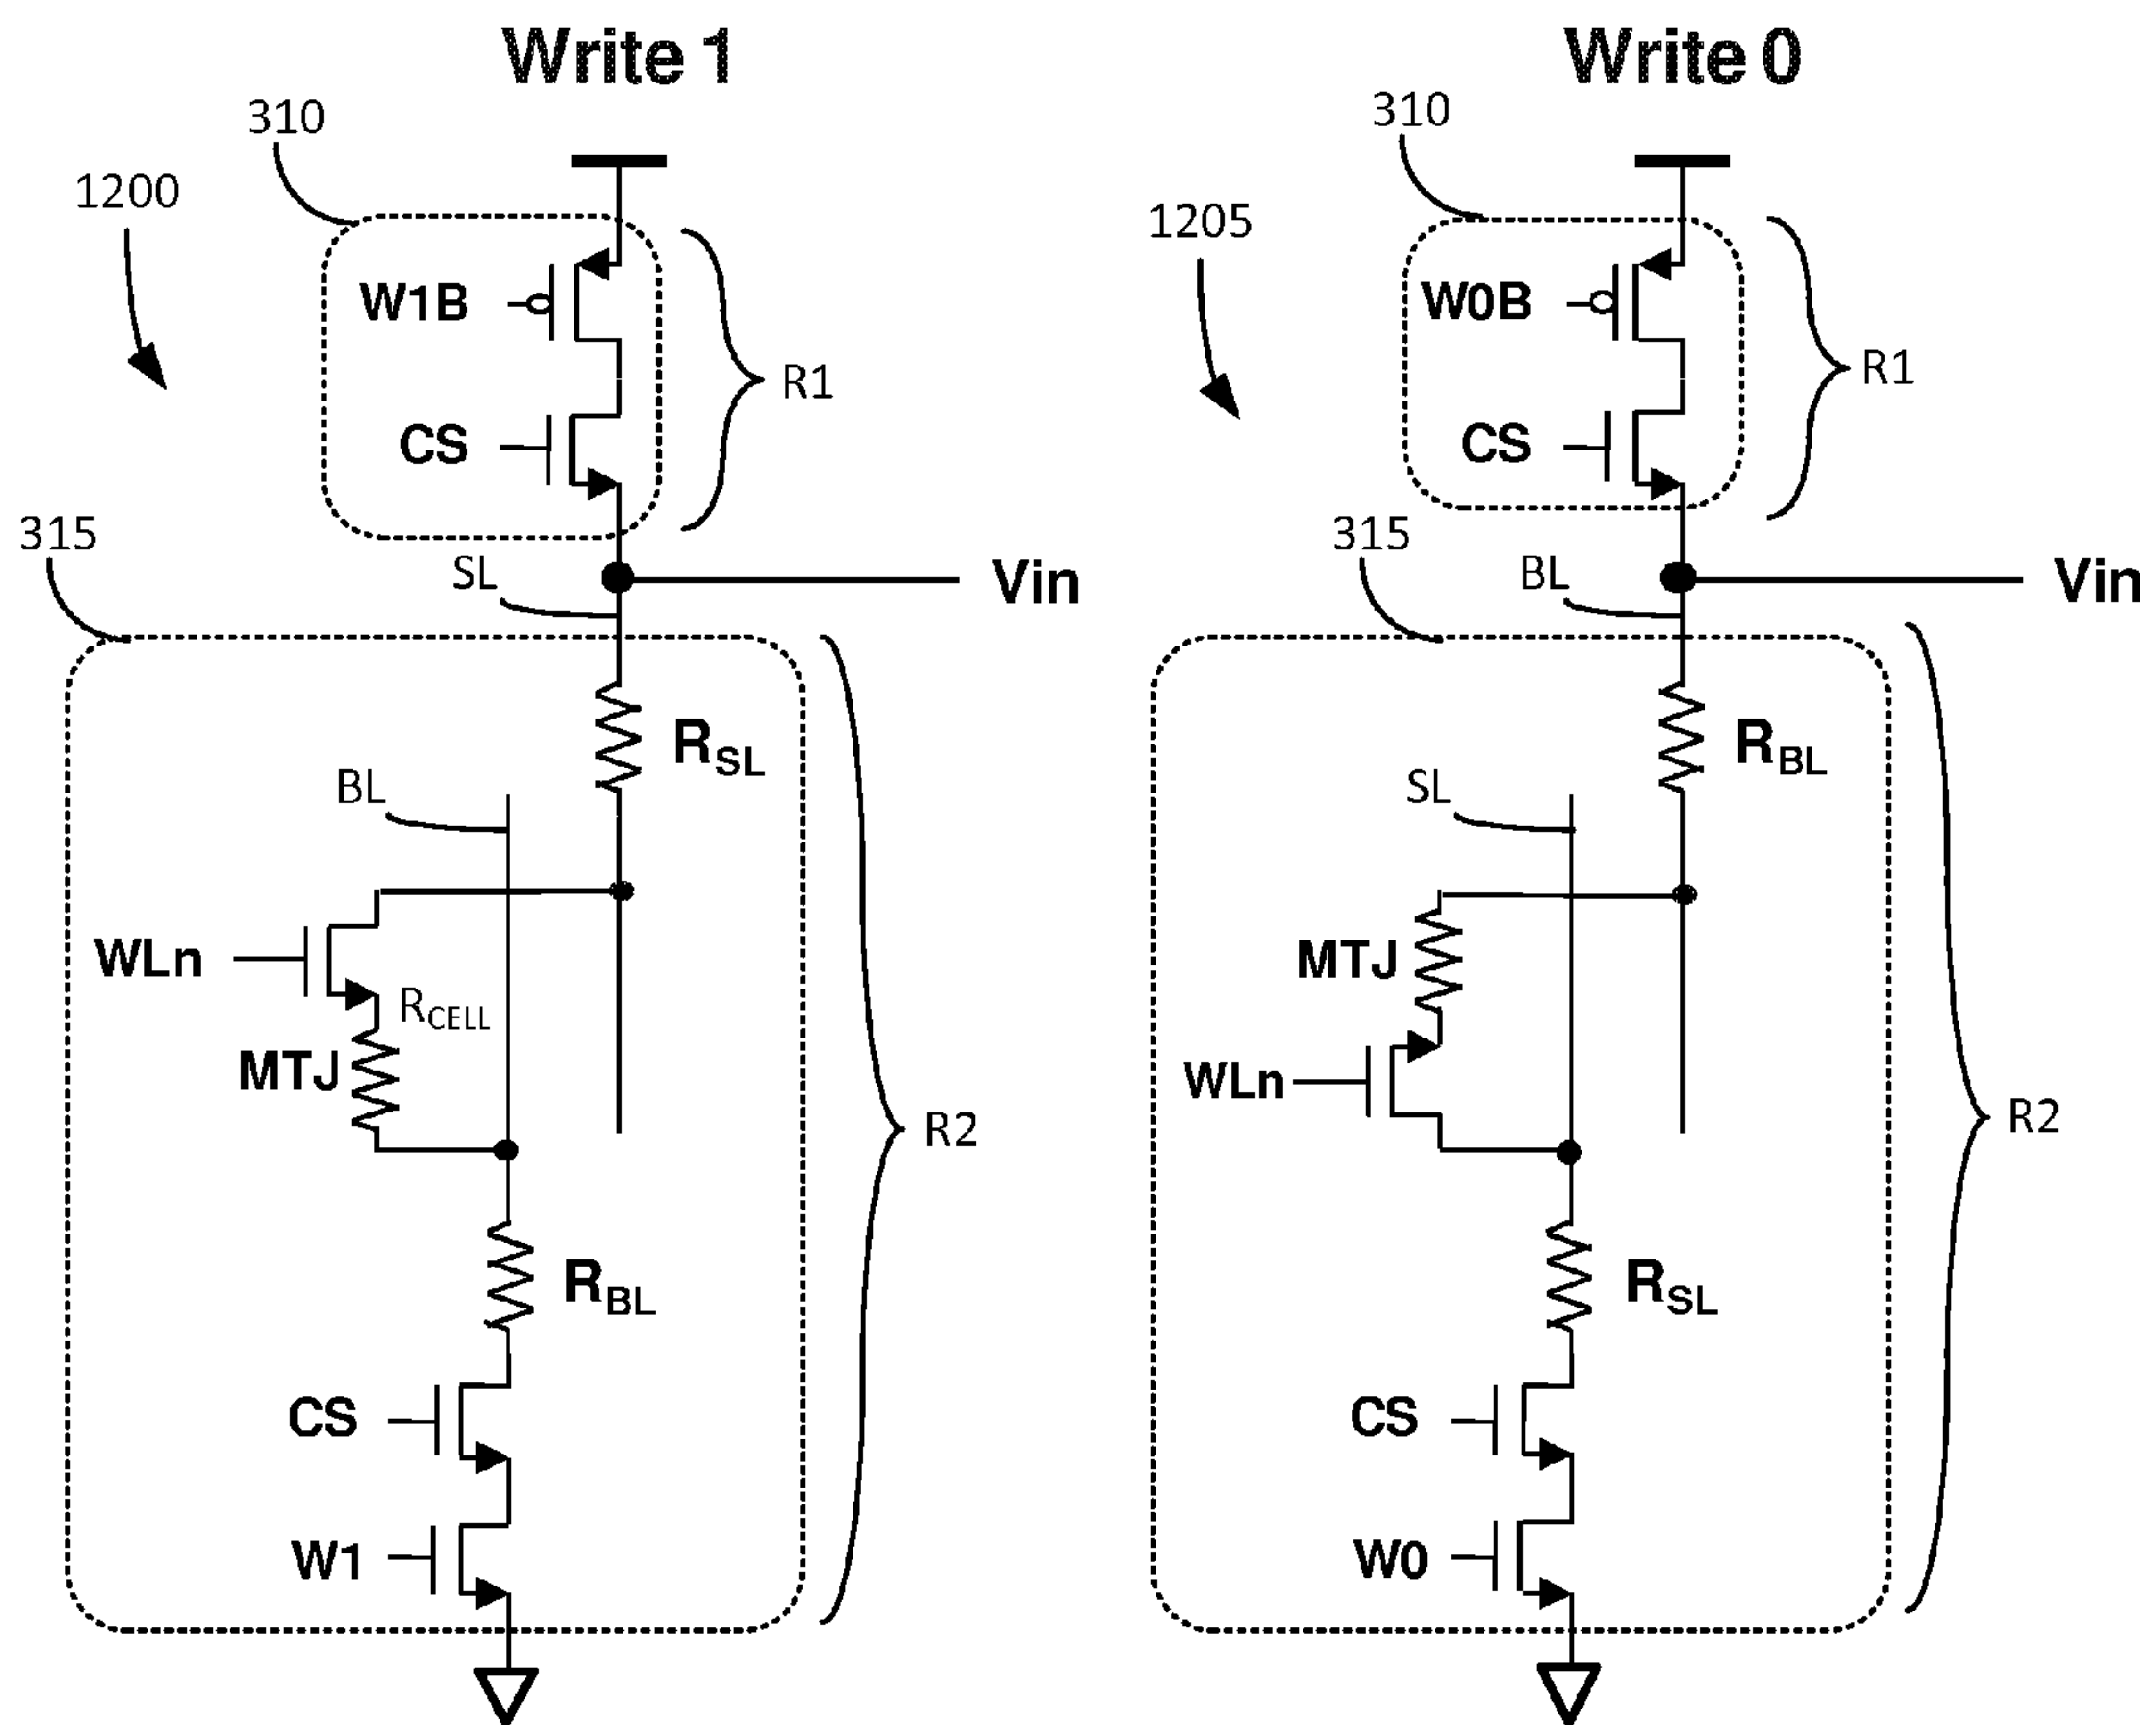 Write 1
310
1200
W1B
R1
CS
315
SL
Vin
RSL
BL
WLn
RCELL
MTJ
R2
RBL
CS
W1
Write 0
310
1205
W0B
R1
CS
315
BL
Vin
RBL
SL
MTJ
WLn
R2
RSL
CS
W0